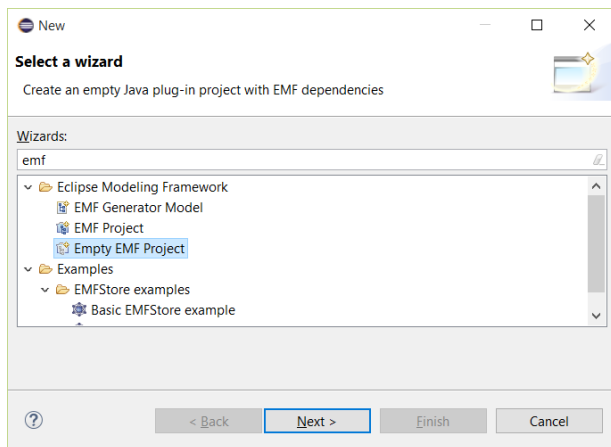 New
Select a wizard
Create an empty Java plug-in project with EMF dependencies
Wizards:
emf
Eclipse Modeling Framework
EMF Generator Model
EMF Project
Empty EMF Project
Examples
EMFStore examples
Basic EMFStore example
?
< Back
Next >
Finish
Cancel